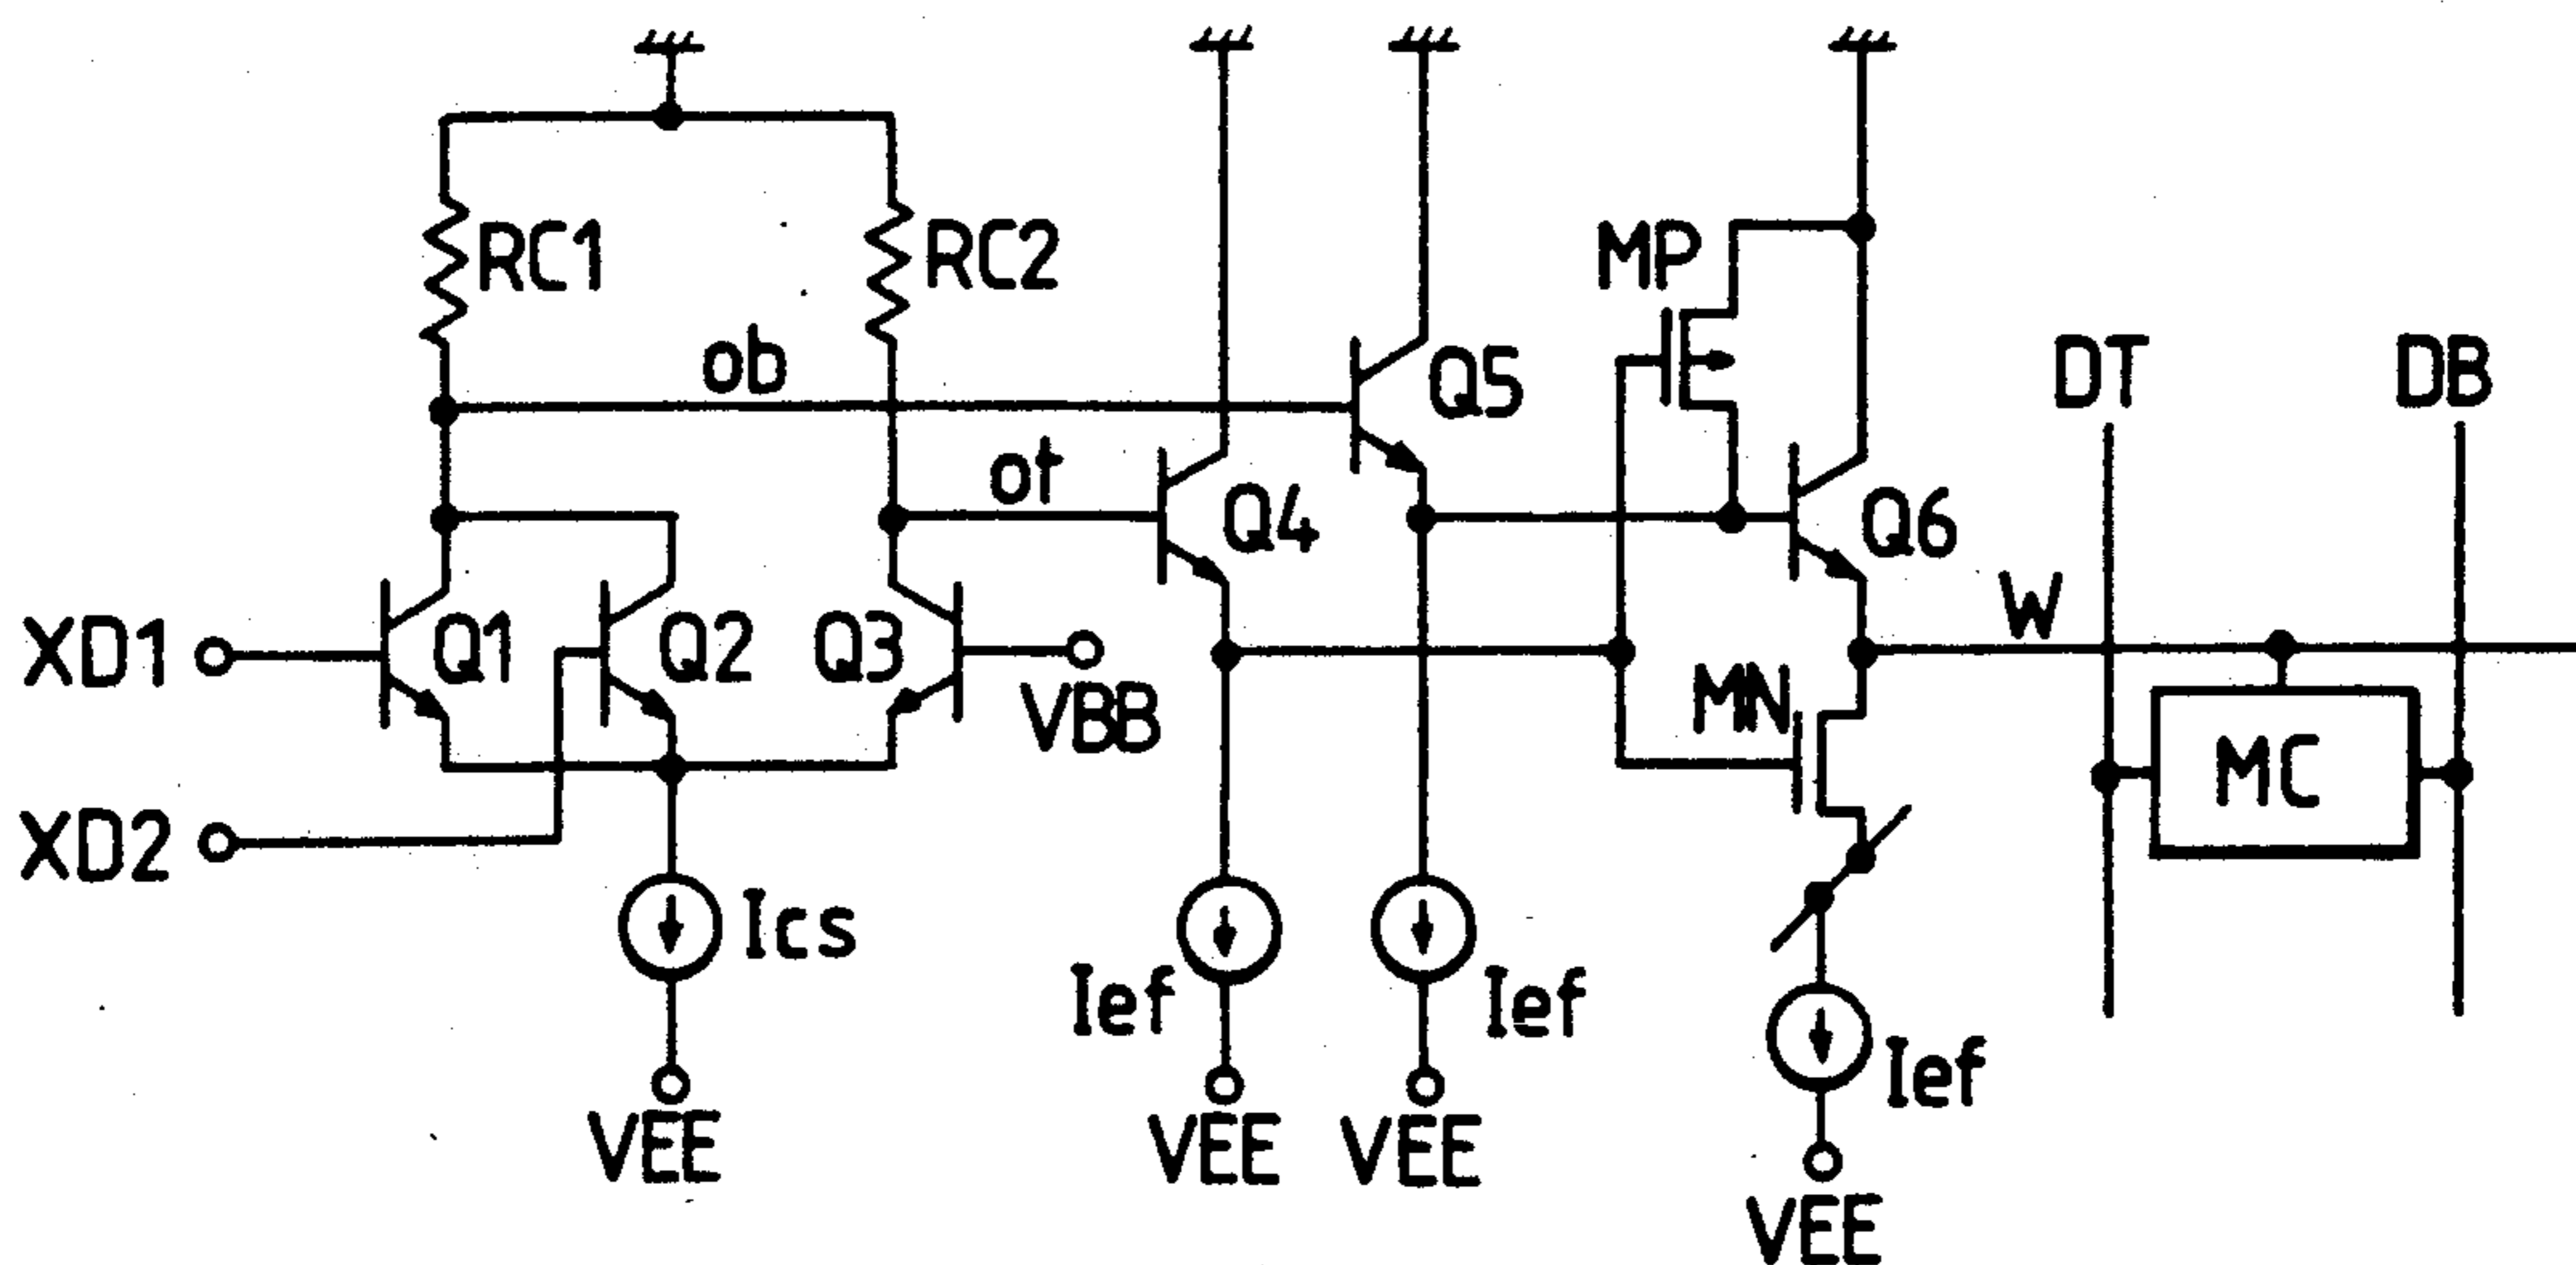 RC1
RC2
MP
ob
Q5
DT
DB
ot
Q4
Q6
W
XD1
Q1
Q2
Q3
VBB
MN
MC
XD2
Ics
Ief
Ief
Ief
VEE
VEE
VEE
VEE